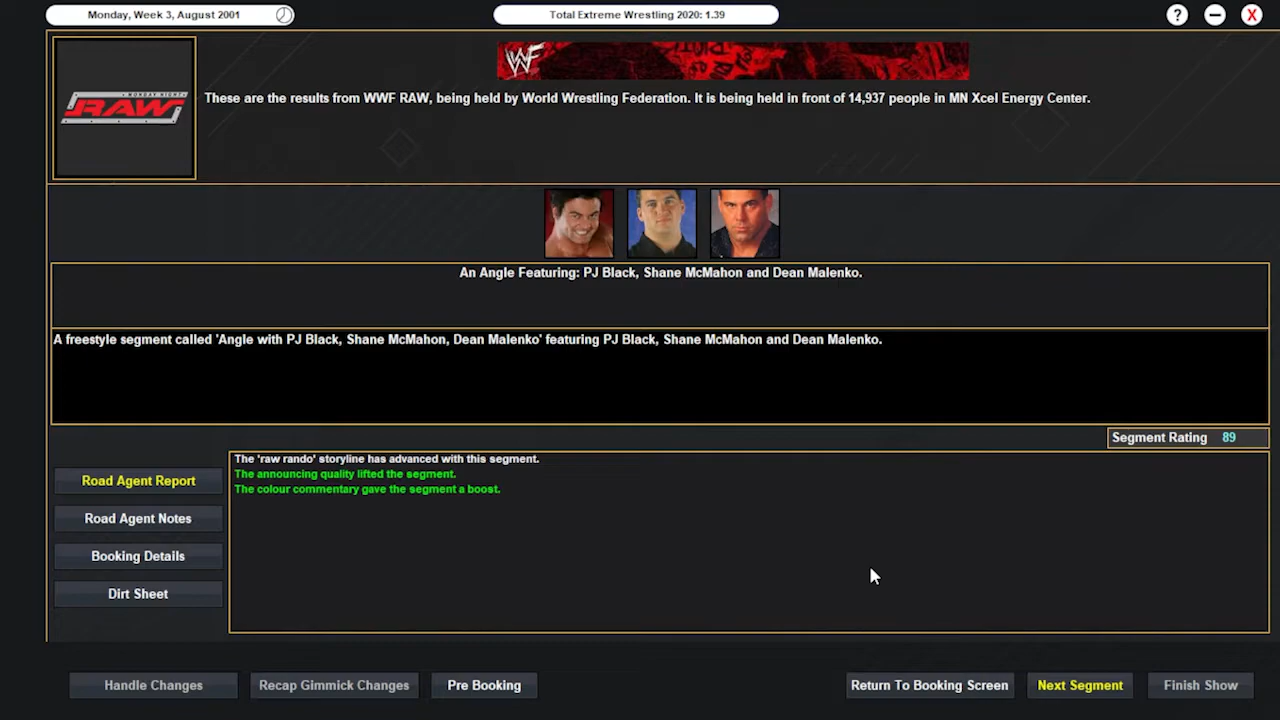 Monday, Week 3, August 2001
Total Extreme Wrestling 2020: 1.39
?
X
WF
MONDAY NIGHT
RAW
These are the results from WWF RAW, being held by World Wrestling Federation. It is being held in front of 14,937 people in MN Xcel Energy Center.
An Angle Featuring: PJ Black, Shane McMahon and Dean Malenko.
A freestyle segment called 'Angle with PJ Black, Shane McMahon, Dean Malenko' featuring PJ Black, Shane McMahon and Dean Malenko.
Segment Rating 89
The 'raw rando' storyline has advanced with this segment.
The announcing quality lifted the segment.
The colour commentary gave the segment a boost.
Road Agent Report
Road Agent Notes
Booking Details
Dirt Sheet
Handle Changes
Recap Gimmick Changes
Pre Booking
Return To Booking Screen
Next Segment
Finish Show